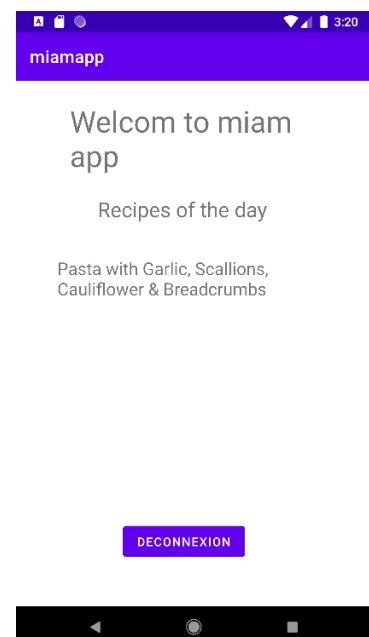 A 3:20
miamapp
Welcom to miam
app
Recipes of the day
Pasta with Garlic, Scallions,
Cauliflower & Breadcrumbs
DECONNEXION